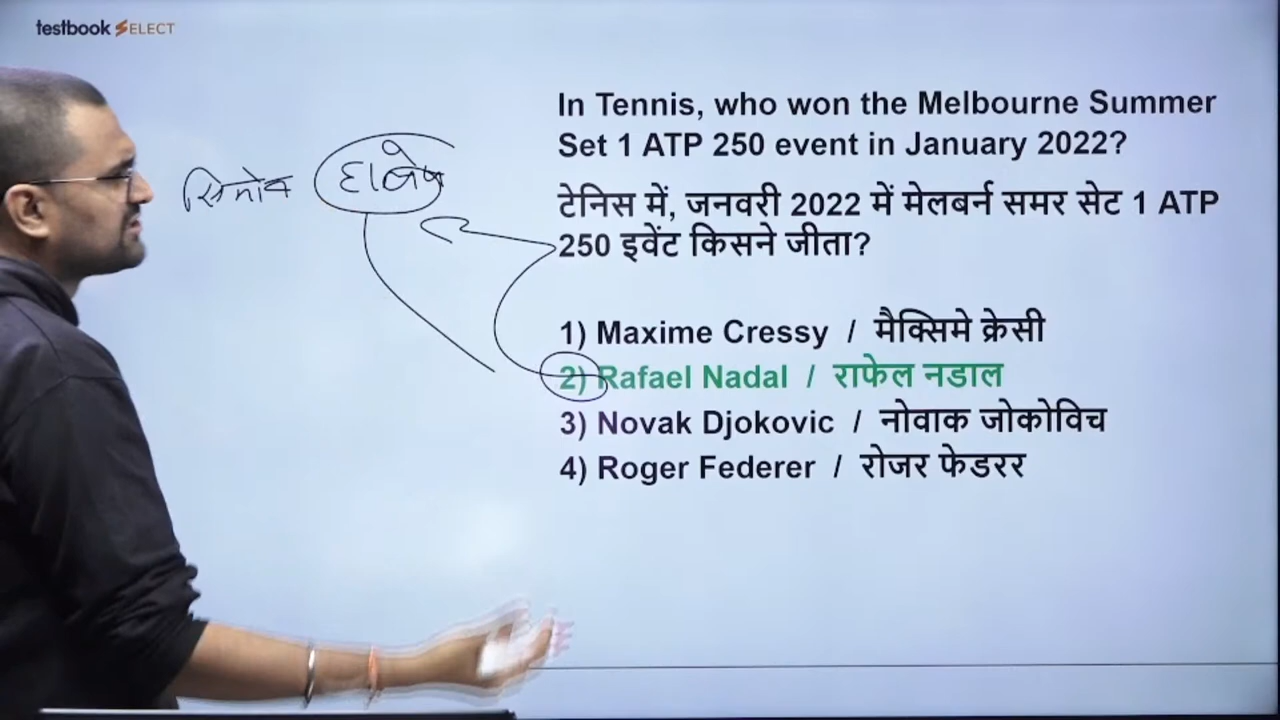 testbook SELECT
In Tennis, who won the Melbourne Summer
Set 1 ATP 250 event in January 2022?
टेनिस में, जनवरी 2022 में मेलबर्न समर सेट 1 ATP
250 इवेंट किसने जीता?
1) Maxime Cressy / मैक्सिमे क्रेसी
2) Rafael Nadal / राफेल नडाल
3) Novak Djokovic / नोवाक जोकोविच
4) Roger Federer / रोजर फेडरर